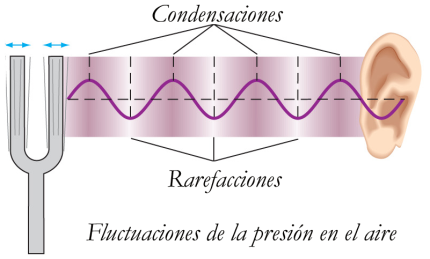 Condensaciones
Rarefacciones
Fluctuaciones de la presión en el aire